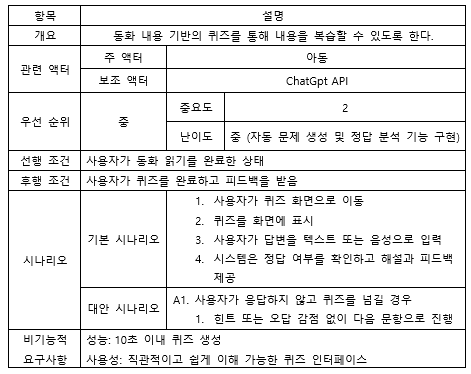 항목 설명
개요 동화 내용 기반의 퀴즈를 통해 내용을 복습할 수 있도록 한다.
관련 액터 주 액터 아동
보조 액터 ChatGpt API
우선 순위 중 중요도 2
난이도 중 (자동 문제 생성 및 정답 분석 기능 구현)
선행 조건 사용자가 동화 읽기를 완료한 상태
후행 조건 사용자가 퀴즈를 완료하고 피드백을 받음
시나리오 기본 시나리오 1. 사용자가 퀴즈 화면으로 이동
2. 퀴즈를 화면에 표시
3. 사용자가 답변을 텍스트 또는 음성으로 입력
4. 시스템은 정답 여부를 확인하고 해설과 피드백
제공
대안 시나리오 A1. 사용자가 응답하지 않고 퀴즈를 넘길 경우
1. 힌트 또는 오답 감점 없이 다음 문항으로 진행
비기능적 성능: 10초 이내 퀴즈 생성
요구사항 사용성: 직관적이고 쉽게 이해 가능한 퀴즈 인터페이스